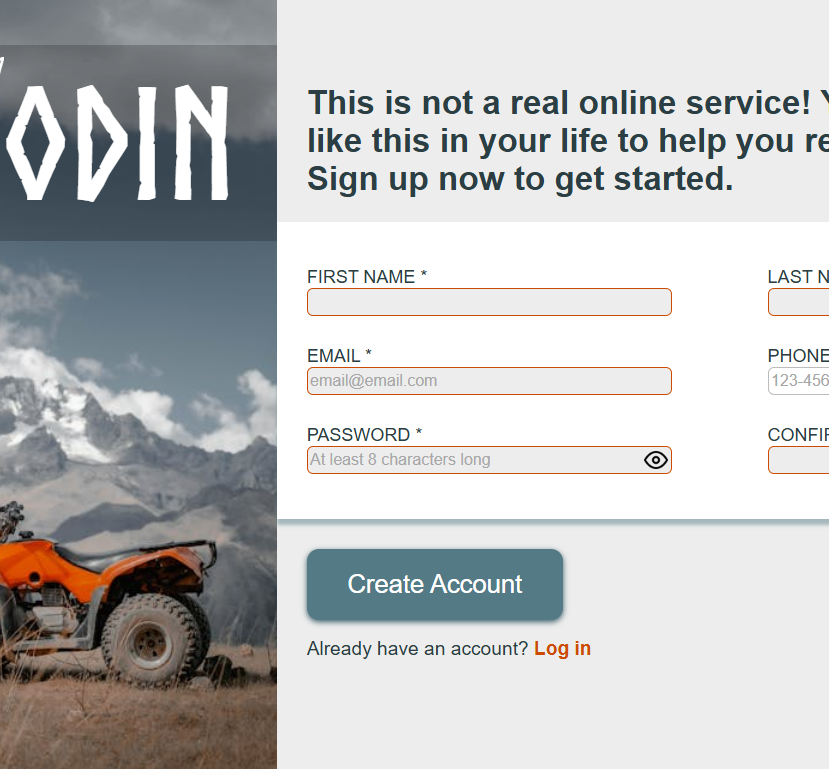 ODIN
This is not a real online service!
like this in your life to help you
Sign up now to get started.
FIRST NAME *
LAST N
EMAIL *
PHONE
email@email.com
123-456
PASSWORD *
CONFIR
At least 8 characters long
Create Account
Already have an account? Log in